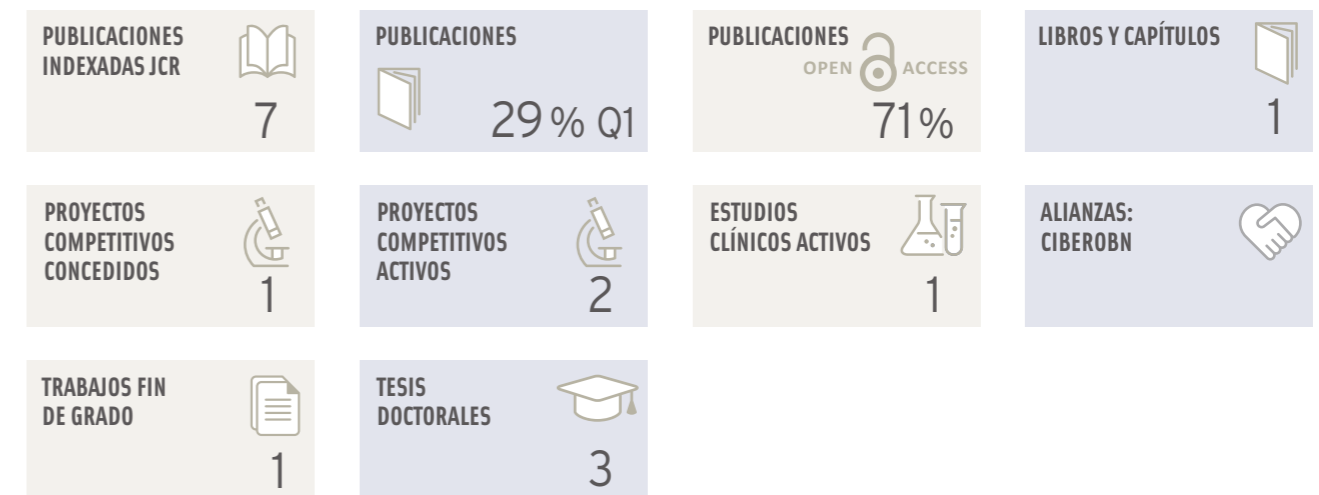 PUBLICACIONES
INDEXADAS JCR
7
PUBLICACIONES
29 % Q1
PUBLICACIONES
OPEN ACCESS
71%
LIBROS Y CAPÍTULOS
1
PROYECTOS
COMPETITIVOS
CONCEDIDOS
1
PROYECTOS
COMPETITIVOS
ACTIVOS
2
ESTUDIOS
CLÍNICOS ACTIVOS
1
ALIANZAS:
CIBEROBN
TRABAJOS FIN
DE GRADO
1
TESIS
DOCTORALES
3